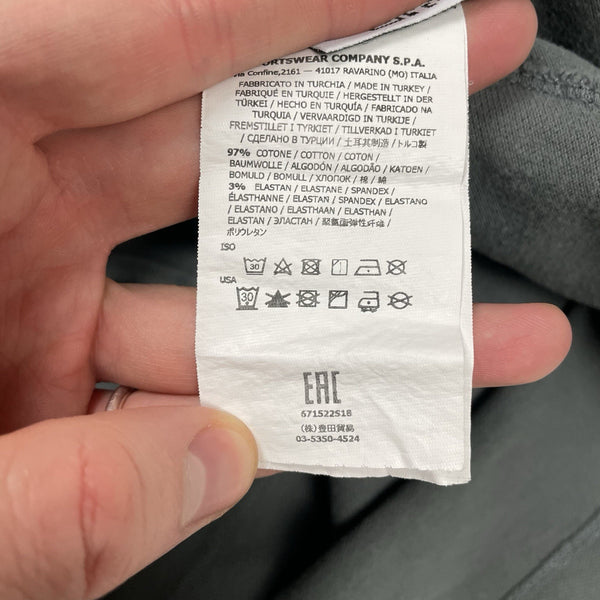 ORTSWEAR COMPANY S.P.A.
Via Confine,2161 — 41017 RAVARINO (MO) ITALIA
FABBRICATO IN TURCHIA / MADE IN TURKEY /
FABRIQUÉ EN TURQUIE / HERGESTELLT IN DER
TÜRKEI / HECHO EN TURQUÍA / FABRICADO NA
TURQUIA / VERVAARDIGD IN TURKIJE /
FREMSTILLET I TYRKIET / TILLVERKAD I TURKIET
/ СДЕЛАНО В ТУРЦИИ / 土耳其制造 / トルコ製
97% COTONE / COTTON / COTON /
BAUMWOLLE / ALGODÓN / ALGODÃO / KATOEN /
BOMULD / BOMULL / ХЛОПОК / 棉 / 綿
3% ELASTAN / ELASTANE / SPANDEX /
ÉLASTHANNE / ELASTAN / SPANDEX / ELASTANO
/ ELASTANO / ELASTHAAN / ELASTHAN /
ELASTAN / ЭЛАСТАН / 聚氨酯弹性纤维 /
ポリウレタン
ISO
30
USA
30
EAC
671522S18
(株)豊田貿易
03-5350-4524